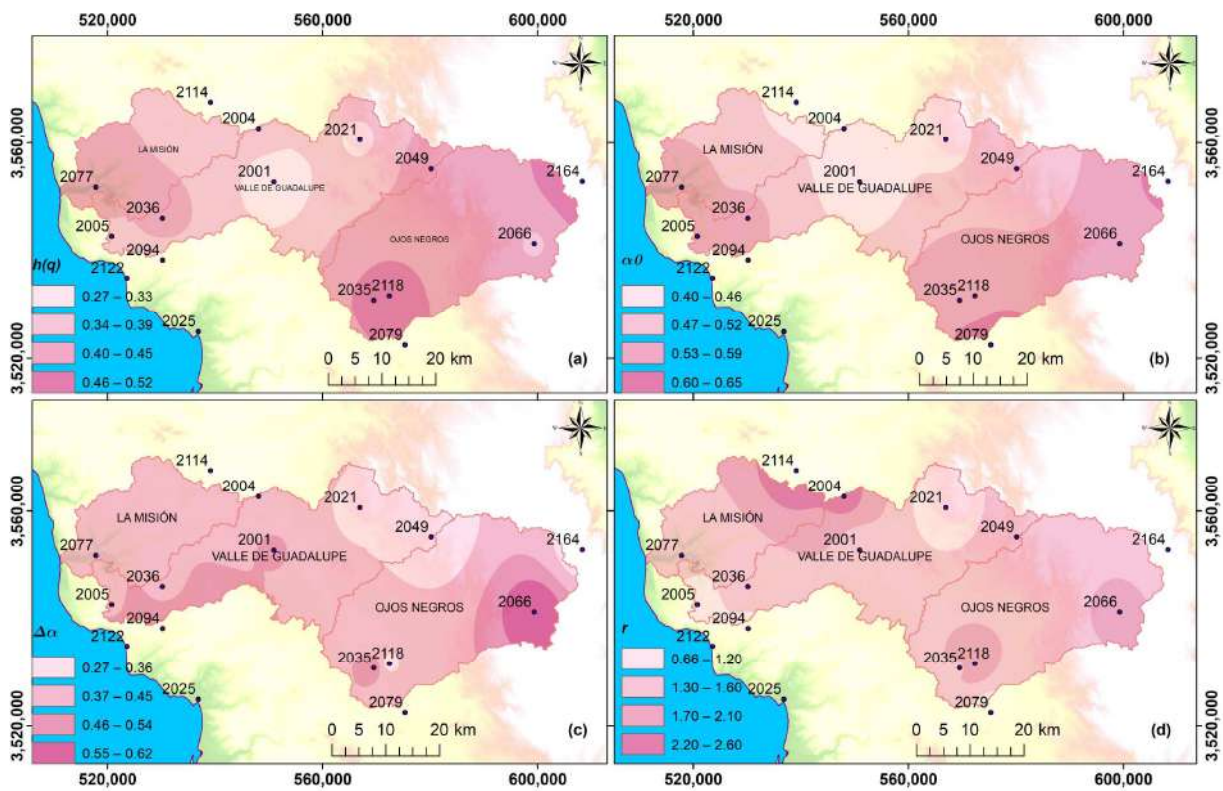 520,000 560,000 600,000 520,000 560,000 600,000
3,560,000
3,520,000
2114
2004
2021
2049
2164
LA MISIÓN
2077
2001
VALLE DE GUADALUPE
2036
2005
2094
OJOS NEGROS
2066
2122
h(q)
0.27 – 0.33
0.34 – 0.39
0.40 – 0.45
0.46 – 0.52
2025
2035
2118
2079
0 5 10 20 km
(a)
2114
2004
2021
2049
2164
LA MISIÓN
2077
2001
VALLE DE GUADALUPE
2036
2005
2094
OJOS NEGROS
2066
2122
α0
0.40 – 0.46
0.47 – 0.52
0.53 – 0.59
0.60 – 0.65
2025
2035
2118
2079
0 5 10 20 km
(b)
3,560,000
3,520,000
3,560,000
3,520,000
2114
2004
2021
2049
2164
LA MISIÓN
2077
2001
VALLE DE GUADALUPE
2036
2005
2094
OJOS NEGROS
2066
2122
Δα
0.27 – 0.36
0.37 – 0.45
0.46 – 0.54
0.55 – 0.62
2025
2035
2118
2079
0 5 10 20 km
(c)
2114
2004
2021
2049
2164
LA MISIÓN
2077
2001
VALLE DE GUADALUPE
2036
2005
2094
OJOS NEGROS
2066
2122
r
0.66 – 1.20
1.30 – 1.60
1.70 – 2.10
2.20 – 2.60
2025
2035
2118
2079
0 5 10 20 km
(d)
3,560,000
3,520,000
520,000 560,000 600,000 520,000 560,000 600,000